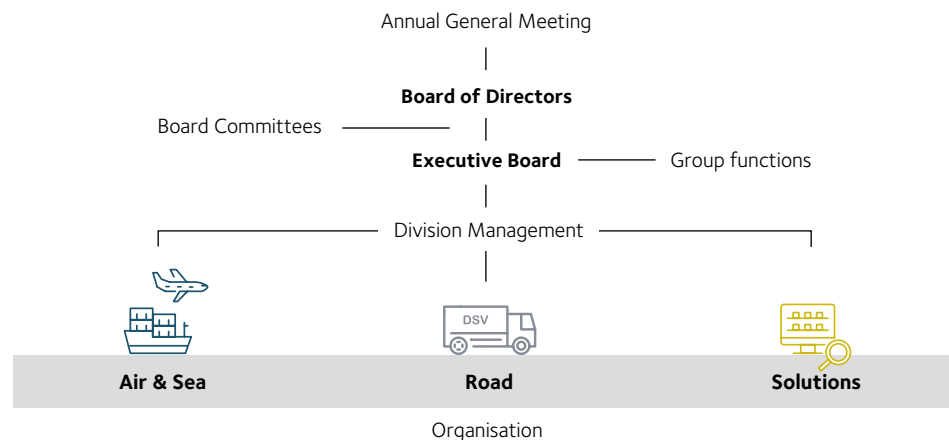 Annual General Meeting
Board of Directors
Board Committees
Executive Board
Group functions
Division Management
DSV
Air & Sea
Road
Solutions
Organisation